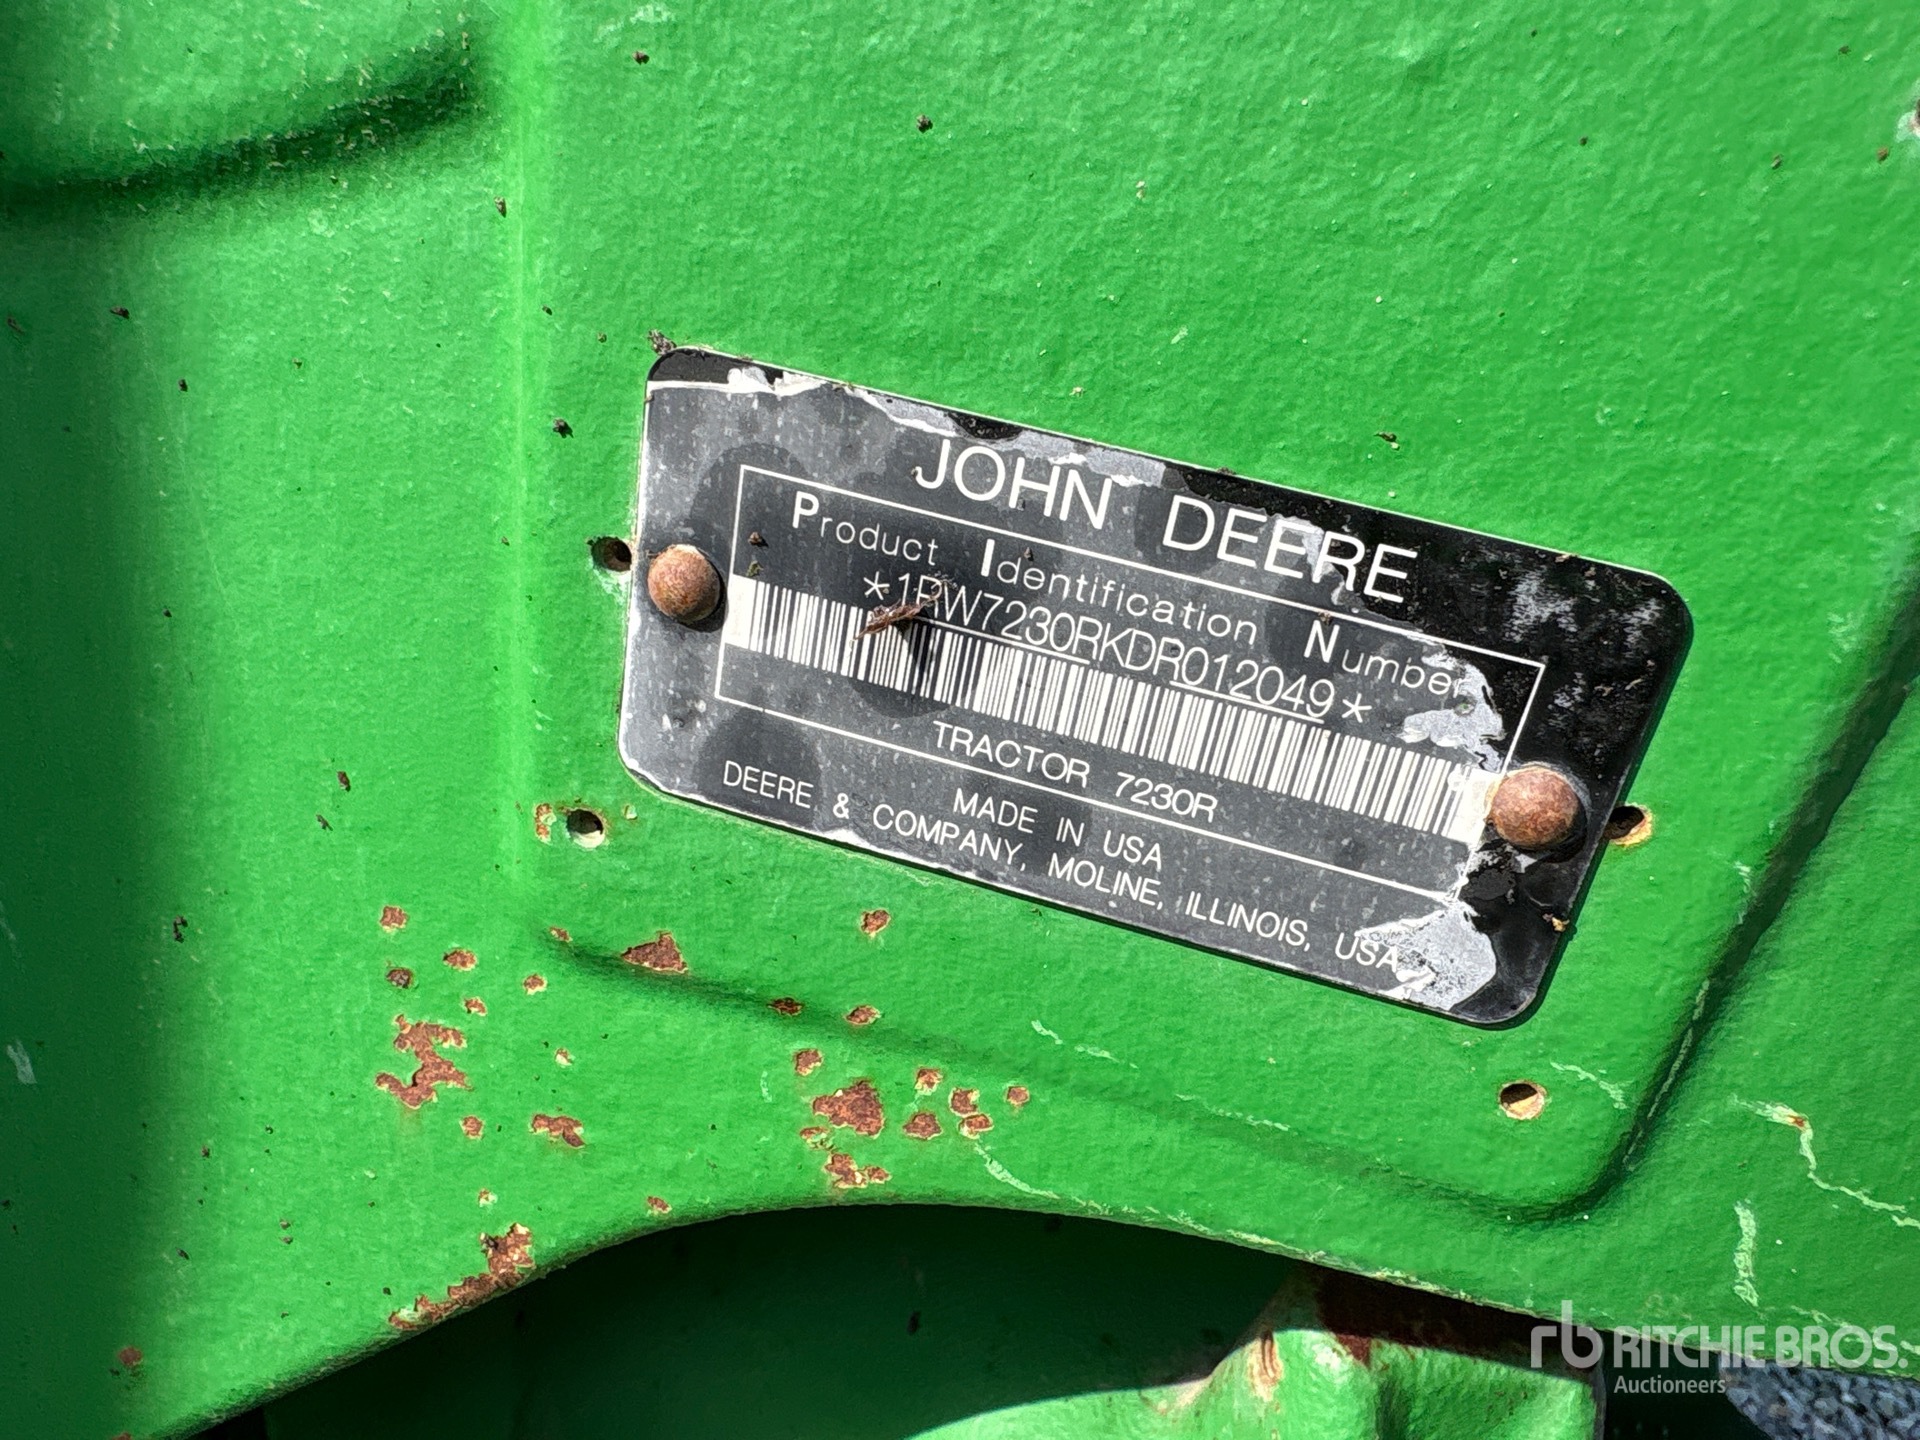 JOHN DEERE
Product Identification Number
*1RW7230RKDR012049*
TRACTOR 7230R
MADE IN USA
DEERE & COMPANY, MOLINE, ILLINOIS, USA
rb RITCHIE BROS.
Auctioneers